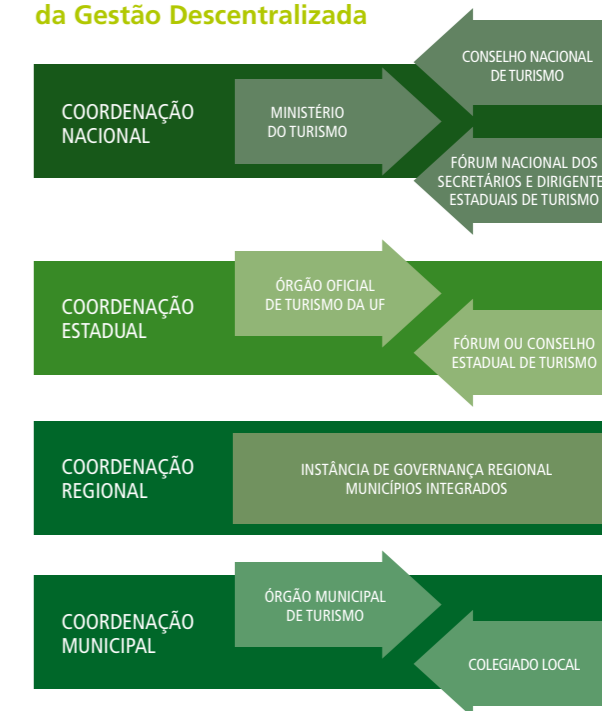 da Gestão Descentralizada
CONSELHO NACIONAL
DE TURISMO
COORDENAÇÃO
NACIONAL
MINISTÉRIO
DO TURISMO
FÓRUM NACIONAL DOS
SECRETÁRIOS E DIRIGENTE
ESTADUAIS DE TURISMO
COORDENAÇÃO
ESTADUAL
ÓRGÃO OFICIAL
DE TURISMO DA UF
FÓRUM OU CONSELHO
ESTADUAL DE TURISMO
COORDENAÇÃO
REGIONAL
INSTÂNCIA DE GOVERNANÇA REGIONAL
MUNICÍPIOS INTEGRADOS
COORDENAÇÃO
MUNICIPAL
ÓRGÃO MUNICIPAL
DE TURISMO
COLEGIADO LOCAL